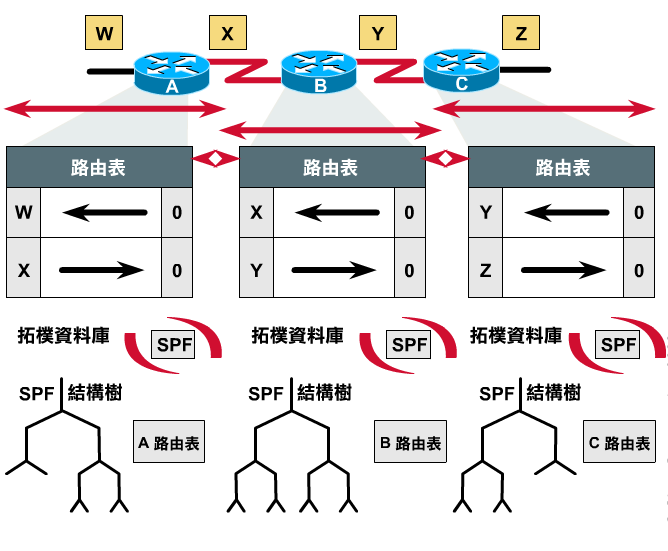 W
X
Y
Z
A
B
C
路由表
W 0
X 0
路由表
X 0
Y 0
路由表
Y 0
Z 0
拓樸資料庫 SPF
拓樸資料庫 SPF
拓樸資料庫 SPF
SPF 結構樹
A 路由表
SPF 結構樹
B 路由表
SPF 結構樹
C 路由表